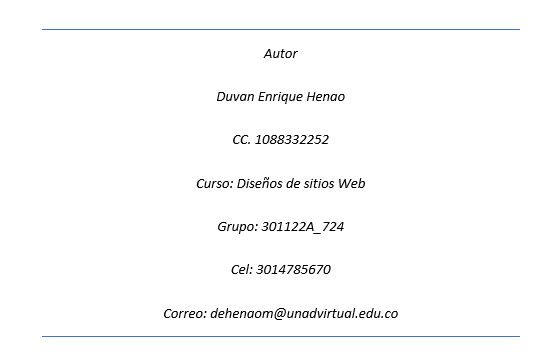 Autor
Duvan Enrique Henao
CC. 1088332252
Curso: Diseños de sitios Web
Grupo: 301122A_724
Cel: 3014785670
Correo: dehenaom@unadvirtual.edu.co